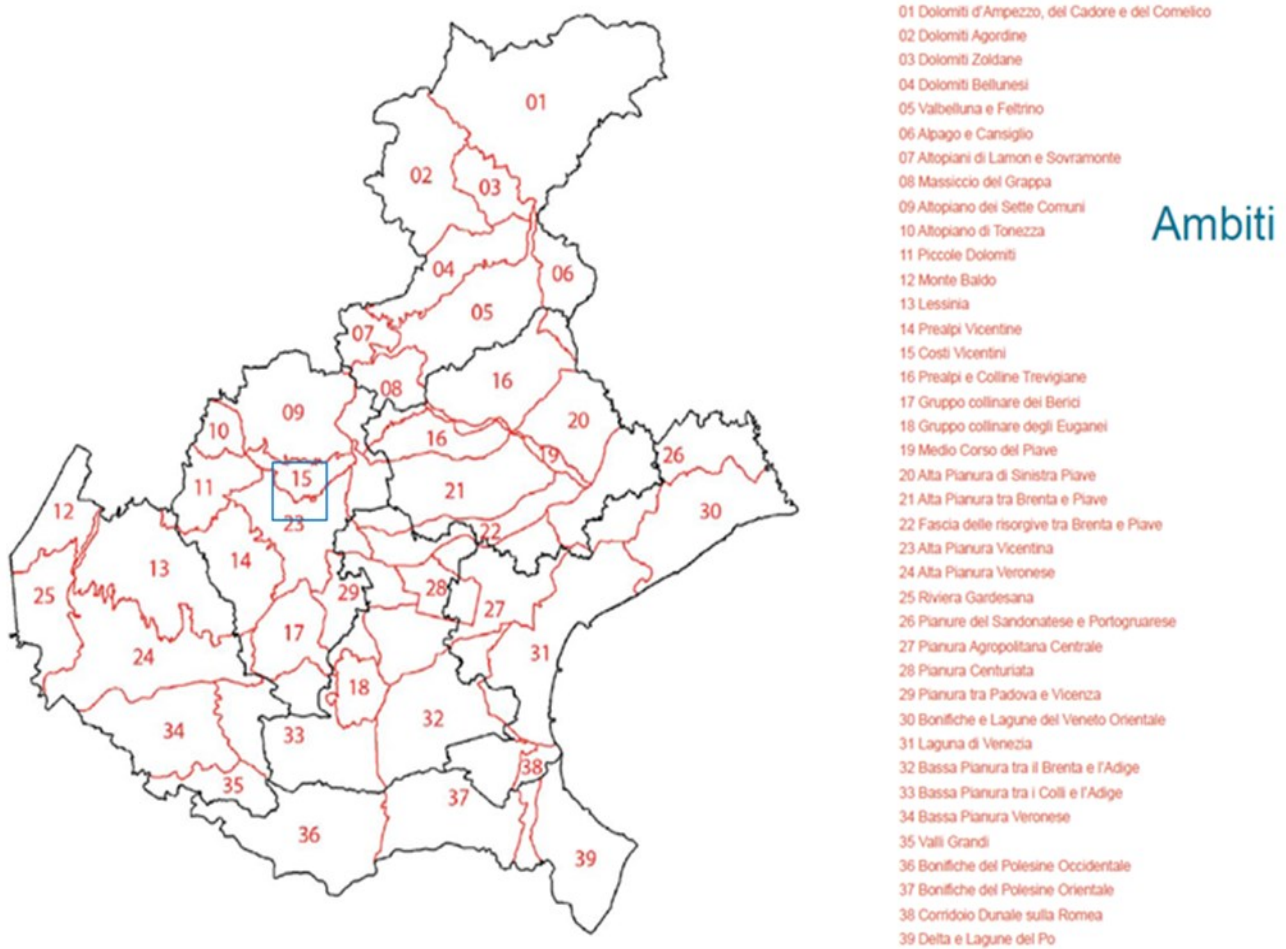 01 Dolomiti d'Ampezzo, del Cadore e del Comelico
02 Dolomiti Agordine
03 Dolomiti Zoldane
04 Dolomiti Bellunesi
05 Valbelluna e Feltrino
06 Alpago e Cansiglio
07 Altopiani di Lamon e Sovramonte
08 Massiccio del Grappa
09 Altopiano dei Sette Comuni
10 Altopiano di Tonezza
11 Piccole Dolomiti
12 Monte Baldo
13 Lessinia
14 Prealpi Vicentine
15 Costi Vicentini
16 Prealpi e Colline Trevigiane
17 Gruppo collinare dei Berici
18 Gruppo collinare degli Euganei
19 Medio Corso del Piave
20 Alta Pianura di Sinistra Piave
21 Alta Pianura tra Brenta e Piave
22 Fascia delle risorgive tra Brenta e Piave
23 Alta Pianura Vicentina
24 Alta Pianura Veronese
25 Riviera Gardesana
26 Pianure del Sandonatese e Portogruarese
27 Pianura Agropolitana Centrale
28 Pianura Centuriata
29 Pianura tra Padova e Vicenza
30 Bonifiche e Lagune del Veneto Orientale
31 Laguna di Venezia
32 Bassa Pianura tra il Brenta e l'Adige
33 Bassa Pianura tra i Colli e l'Adige
34 Bassa Pianura Veronese
35 Valli Grandi
36 Bonifiche del Polesine Occidentale
37 Bonifiche del Polesine Orientale
38 Corridoio Dunale sulla Romea
39 Delta e Lagune del Po
Ambiti
01
02
03
04
06
05
07
08
16
09
20
10
16
19
26
15
11
21
30
12
23
22
14
13
28
29
25
27
17
31
24
18
32
34
33
38
35
37
36
39